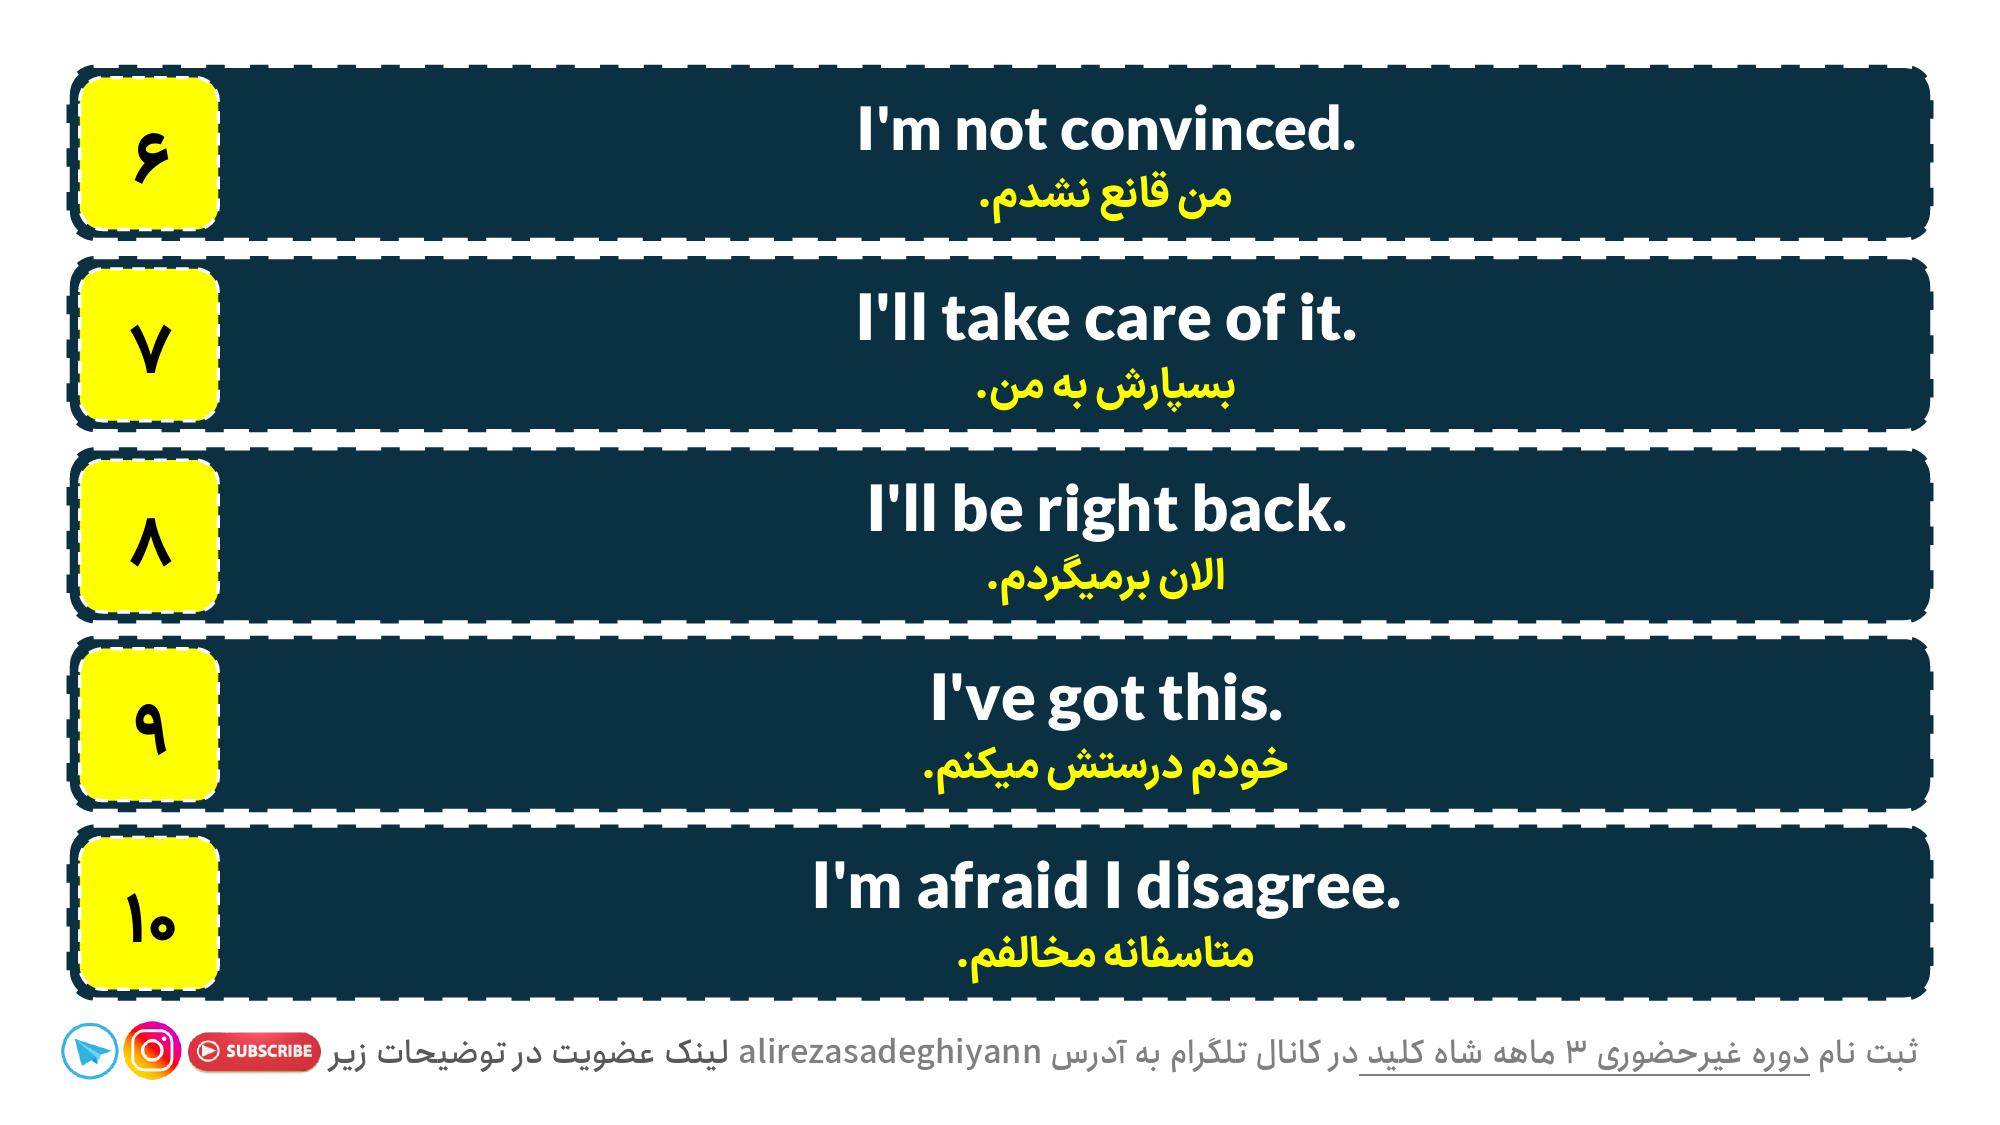 ۶
I'm not convinced.
من قانع نشدم.
۷
I'll take care of it.
بسپارش به من.
۸
I'll be right back.
الان برمیگردم.
۹
I've got this.
خودم درستش میکنم.
۱۰
I'm afraid I disagree.
متاسفانه مخالفم.
ثبت نام دوره غیرحضوری ۳ ماهه شاه کلید در کانال تلگرام به آدرس alirezasadeghiyann لینک عضویت در توضیحات زیر
SUBSCRIBE